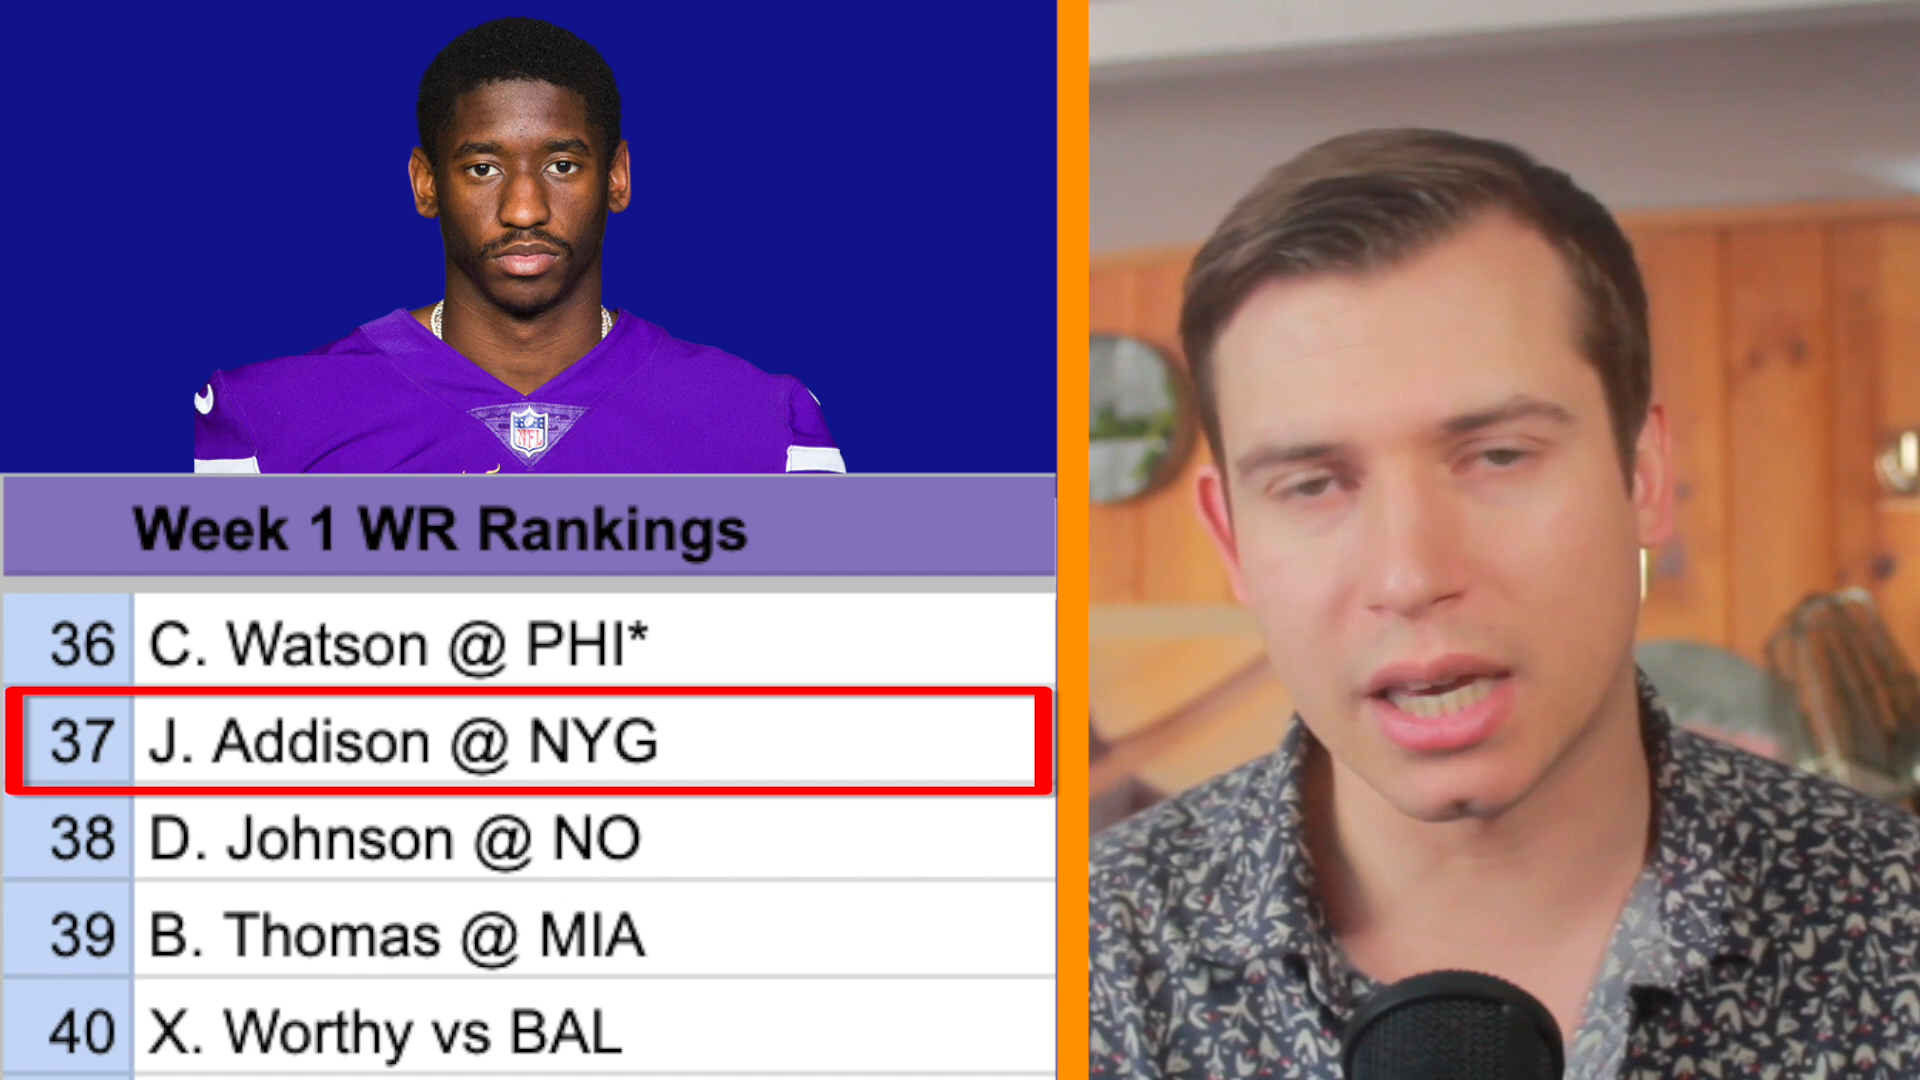 NFL
Week 1 WR Rankings
36 C. Watson @ PHI*
37 J. Addison @ NYG
38 D. Johnson @ NO
39 B. Thomas @ MIA
40 X. Worthy vs BAL